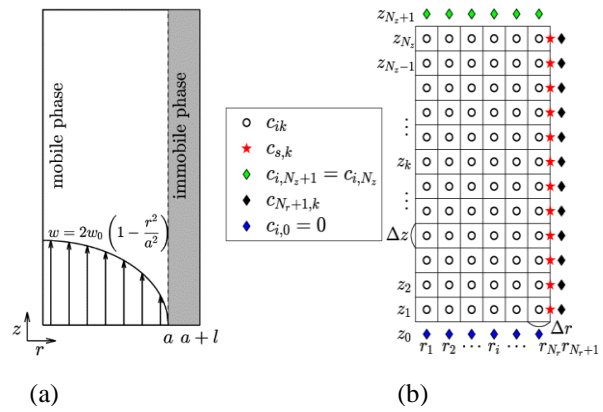 mobile phase
immobile phase
w = 2w_0 (1 − r^2/a^2)
z
r
a a + l
c_{ik}
c_{s,k}
c_{i,N_z+1} = c_{i,N_z}
c_{N_r+1,k}
c_{i,0} = 0
z_{N_z+1}
z_{N_z}
z_{N_z−1}
⋮
z_k
⋮
Δz
z_2
z_1
z_0
Δr
r_1 r_2 ⋯ r_i ⋯ r_{N_r} r_{N_r+1}
(a)
(b)